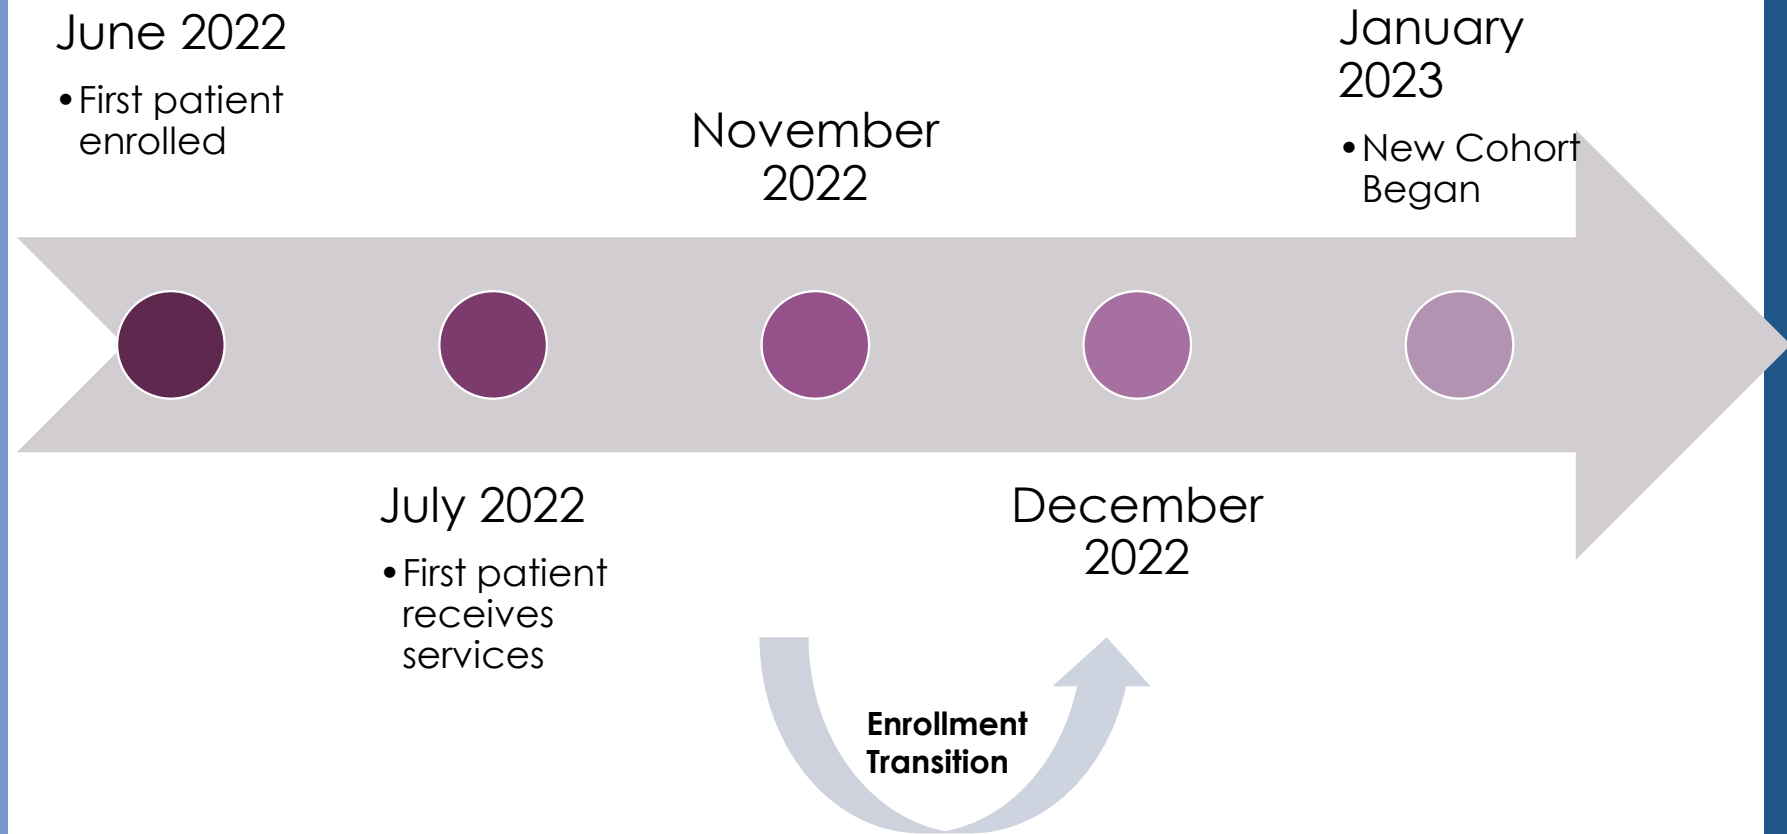 June 2022
•First patient
enrolled
July 2022
•First patient
receives
services
November
2022
December
2022
Enrollment
Transition
January
2023
•New Cohort
Began